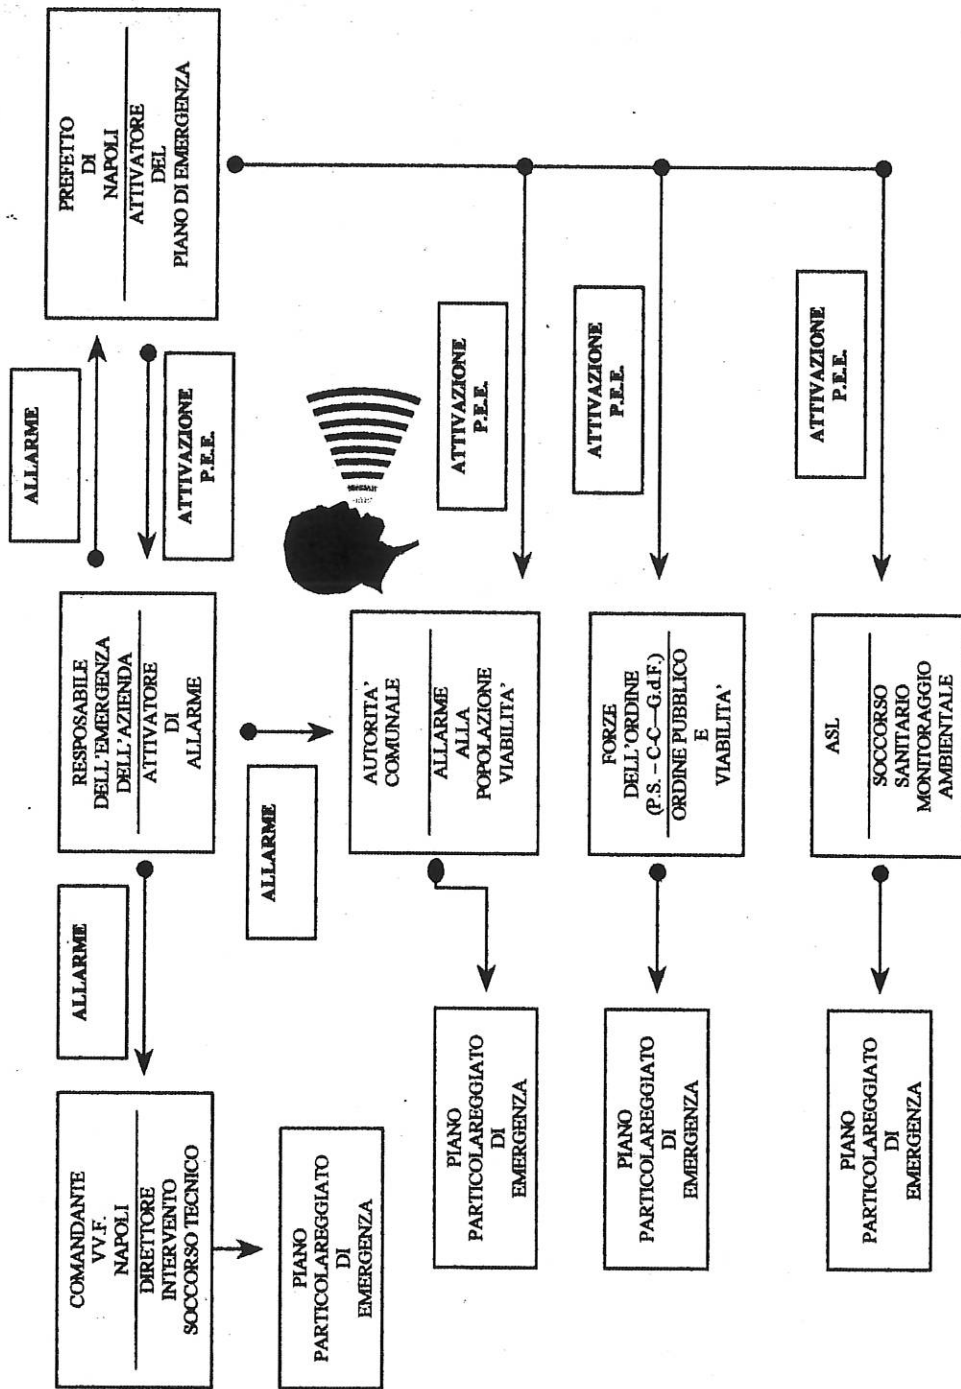 COMANDANTE
VV.F.
NAPOLI
DIRETTORE
INTERVENTO
SOCCORSO TECNICO
ALLARME
RESPOSABILE
DELL'EMERGENZA
DELL'AZIENDA
ATTIVATORE
DI
ALLARME
ALLARME
ATTIVAZIONE
P.E.E.
PREFETTO
DI
NAPOLI
ATTIVATORE
DEL
PIANO DI EMERGENZA
PIANO
PARTICOLAREGGIATO
DI
EMERGENZA
ALLARME
PIANO
PARTICOLAREGGIATO
DI
EMERGENZA
AUTORITA'
COMUNALE
ALLARME
ALLA
POPOLAZIONE
VIABILITA'
ATTIVAZIONE
P.E.E.
PIANO
PARTICOLAREGGIATO
DI
EMERGENZA
FORZE
DELL'ORDINE
(P.S. – C-C—G.d.F.)
ORDINE PUBBLICO
E
VIABILITA'
ATTIVAZIONE
P.E.E.
PIANO
PARTICOLAREGGIATO
DI
EMERGENZA
ASL
SOCCORSO
SANITARIO
MONITORAGGIO
AMBIENTALE
ATTIVAZIONE
P.E.E.